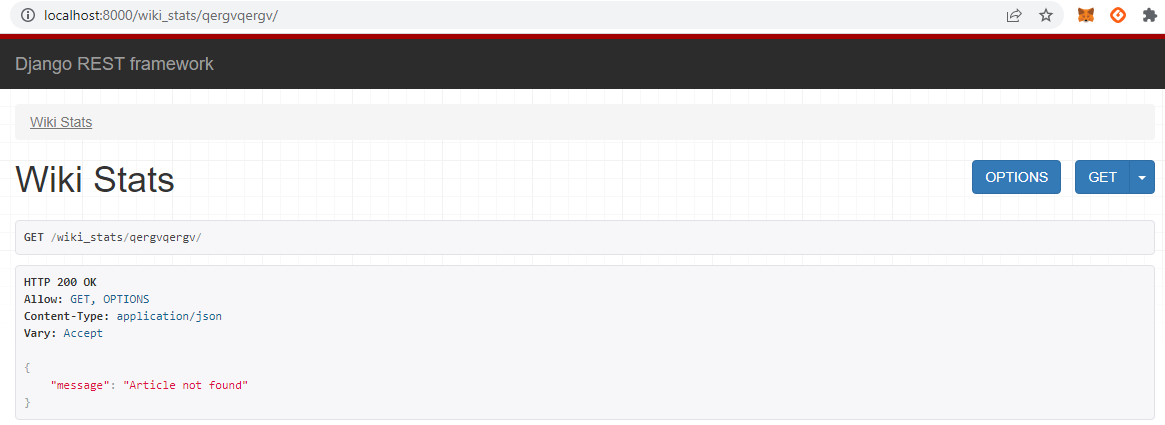 localhost:8000/wiki_stats/qergvqergv/
Django REST framework
Wiki Stats
Wiki Stats
OPTIONS
GET
GET /wiki_stats/qergvqergv/
HTTP 200 OK
Allow: GET, OPTIONS
Content-Type: application/json
Vary: Accept
{
"message": "Article not found"
}